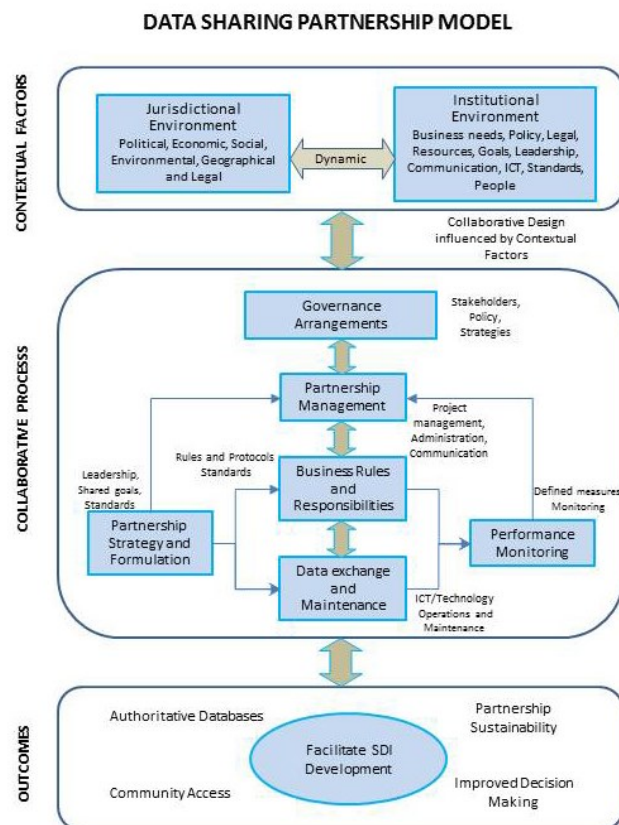 DATA SHARING PARTNERSHIP MODEL
CONTEXTUAL FACTORS
Jurisdictional
Environment
Political, Economic, Social,
Environmental, Geographical
and Legal
Dynamic
Institutional
Environment
Business needs, Policy, Legal,
Resources, Goals, Leadership,
Communication, ICT, Standards,
People
Collaborative Design
influenced by Contextual
Factors
COLLABORATIVE PROCESS
Governance
Arrangements
Stakeholders,
Policy,
Strategies
Partnership
Management
Project
management,
Administration,
Communication
Rules and Protocols
Standards
Leadership,
Shared goals,
Standards
Business Rules
and
Responsibilities
Defined measures
Monitoring
Partnership
Strategy and
Formulation
Performance
Monitoring
Data exchange
and
Maintenance
ICT/Technology
Operations and
Maintenance
OUTCOMES
Authoritative Databases
Partnership
Sustainability
Facilitate SDI
Development
Community Access
Improved Decision
Making